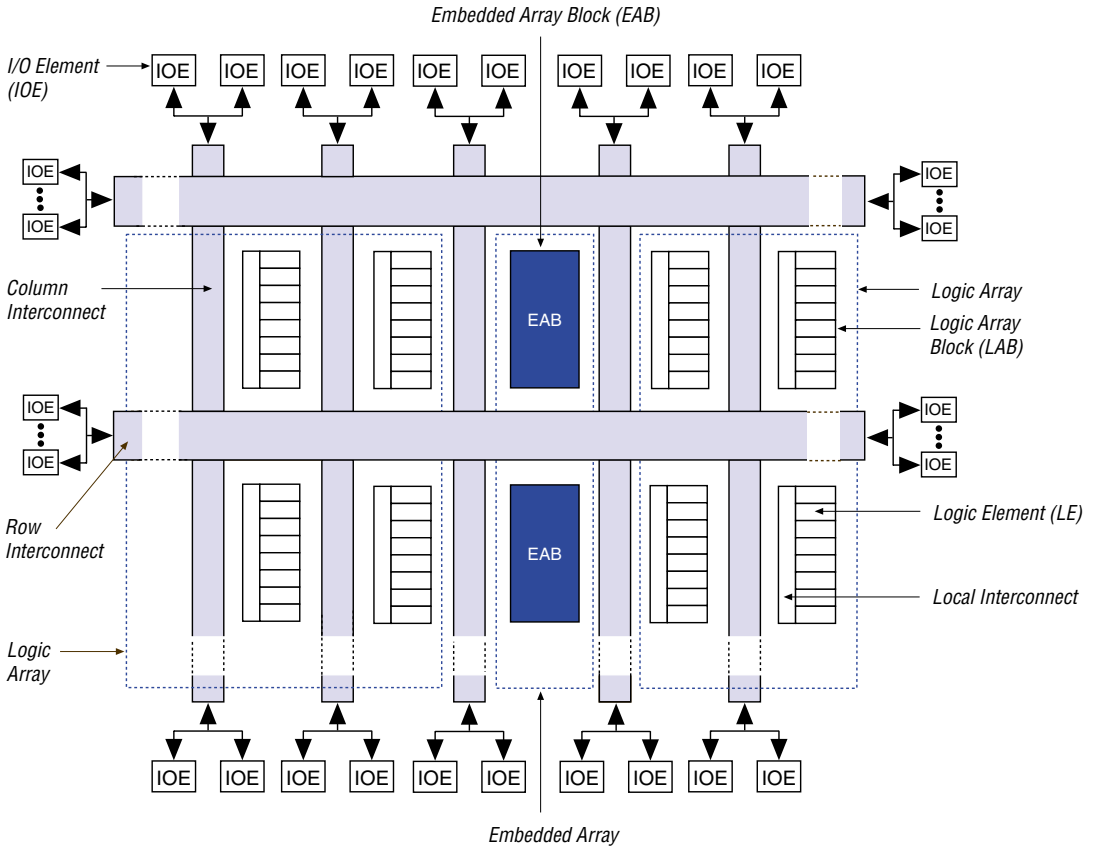 Embedded Array Block (EAB)
I/O Element
(IOE)
IOE IOE IOE IOE IOE IOE IOE IOE IOE IOE
IOE IOE
IOE IOE
Column
Interconnect
EAB
Logic Array
Logic Array
Block (LAB)
IOE IOE
IOE IOE
Row
Interconnect
EAB
Logic Element (LE)
Local Interconnect
Logic
Array
IOE IOE IOE IOE IOE IOE IOE IOE IOE IOE
Embedded Array